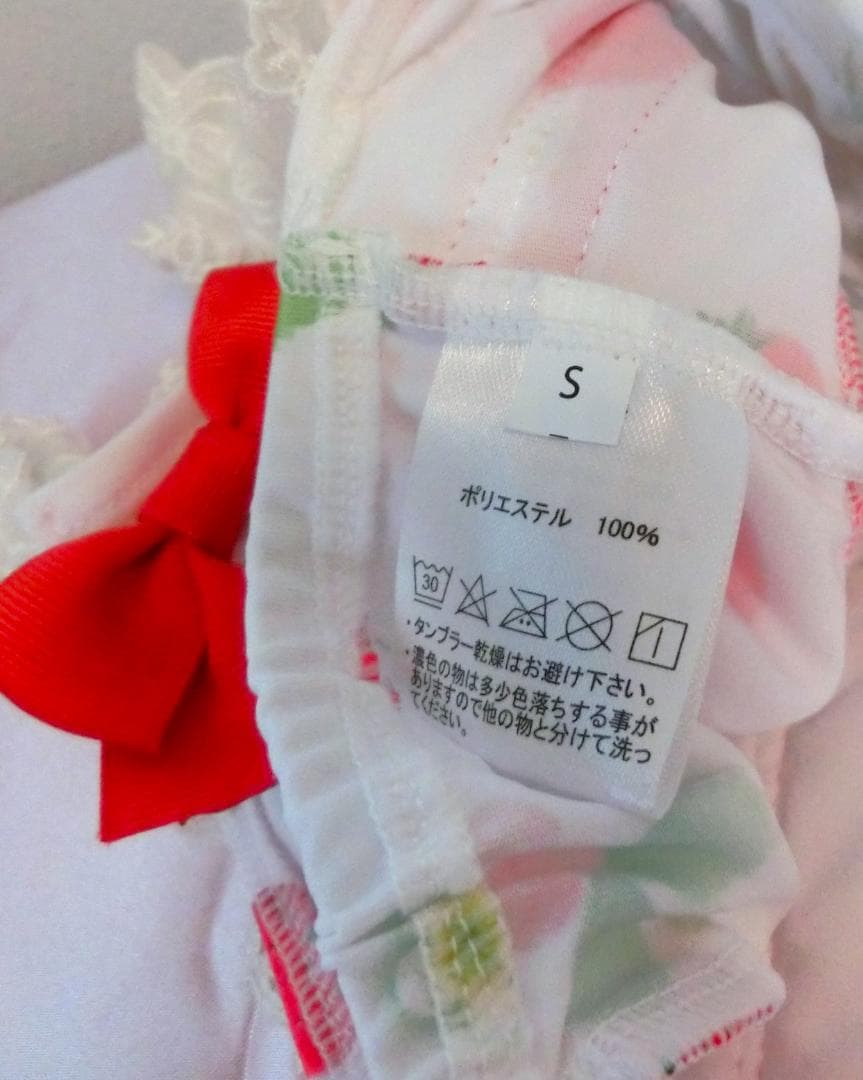 S
ポリエステル 100%
30
・タンブラー乾燥はお避け下さい。
・濃色の物は多少色落ちする事が
ありますので他の物と分けて洗っ
てください。